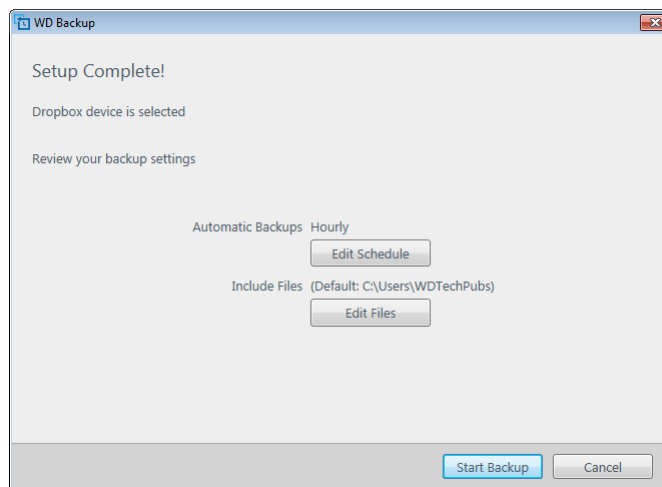 WD Backup
Setup Complete!
Dropbox device is selected
Review your backup settings
Automatic Backups Hourly
Edit Schedule
Include Files (Default: C:\Users\WDTechPubs)
Edit Files
Start Backup Cancel